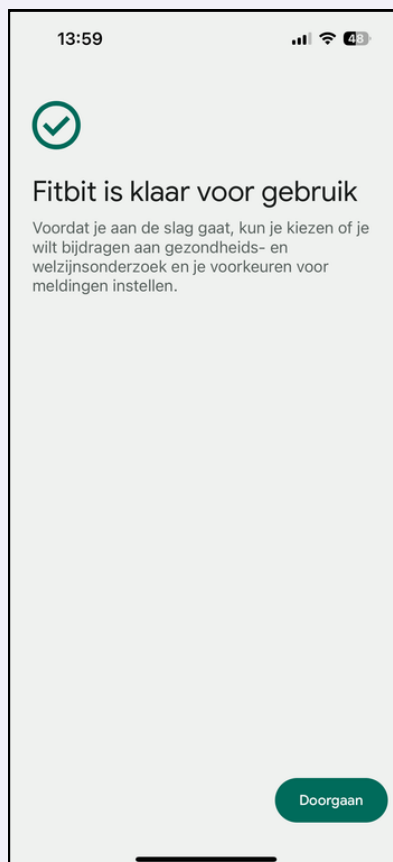 13:59
48
Fitbit is klaar voor gebruik
Voordat je aan de slag gaat, kun je kiezen of je
wilt bijdragen aan gezondheids- en
welzijnsonderzoek en je voorkeuren voor
meldingen instellen.
Doorgaan